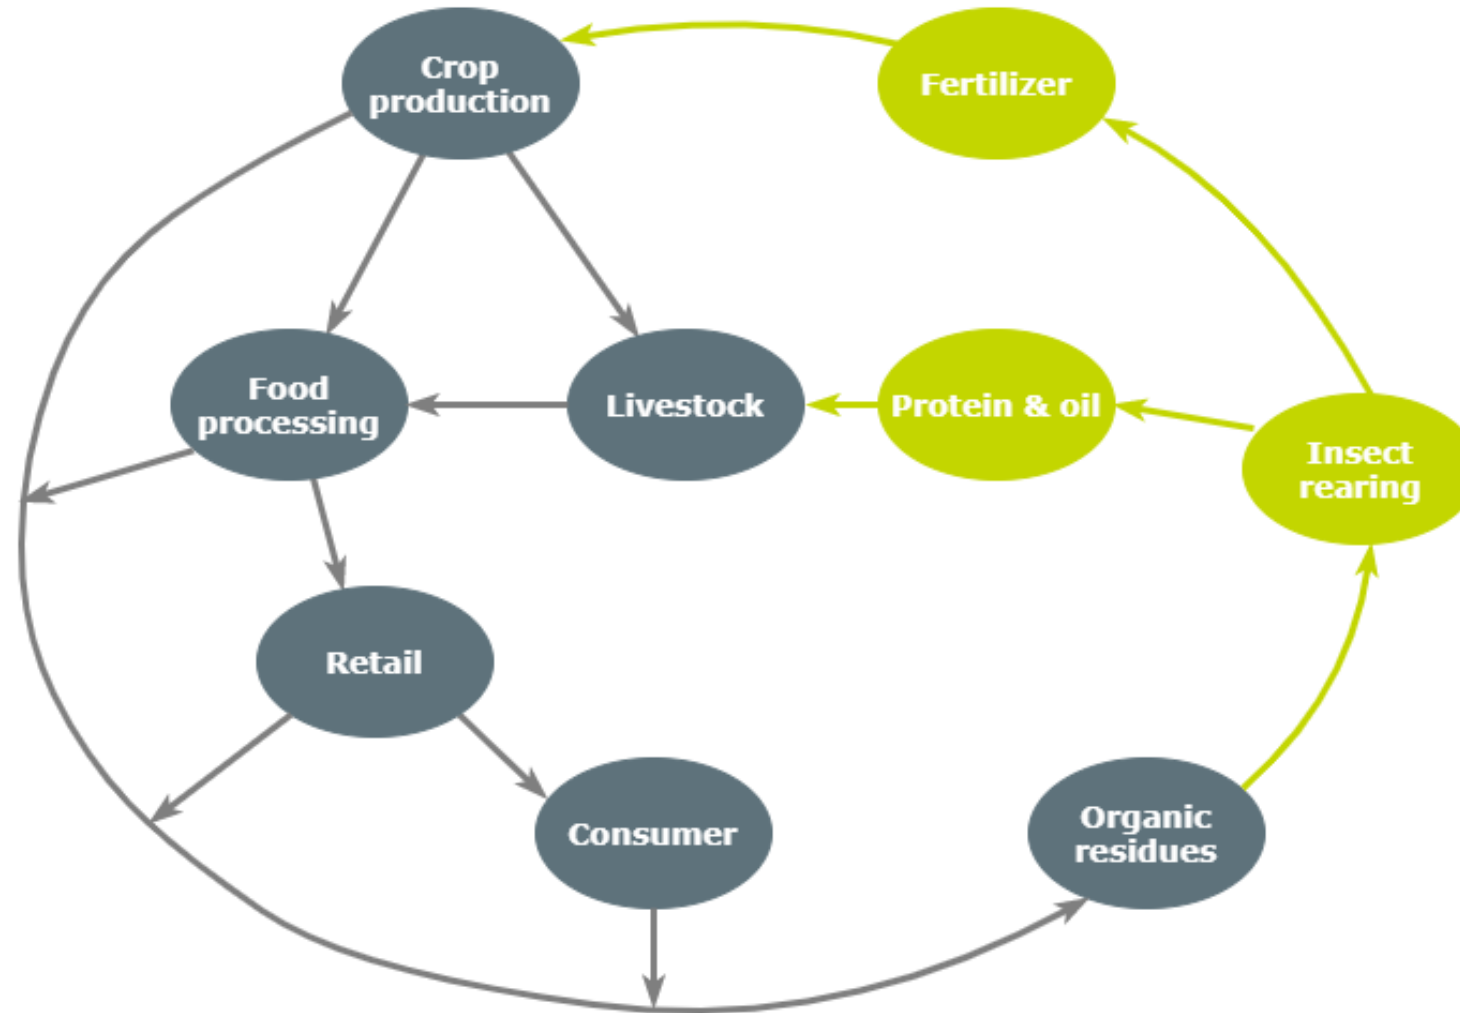 Crop
production
Fertilizer
Food
processing
Livestock
Protein & oil
Insect
rearing
Retail
Consumer
Organic
residues